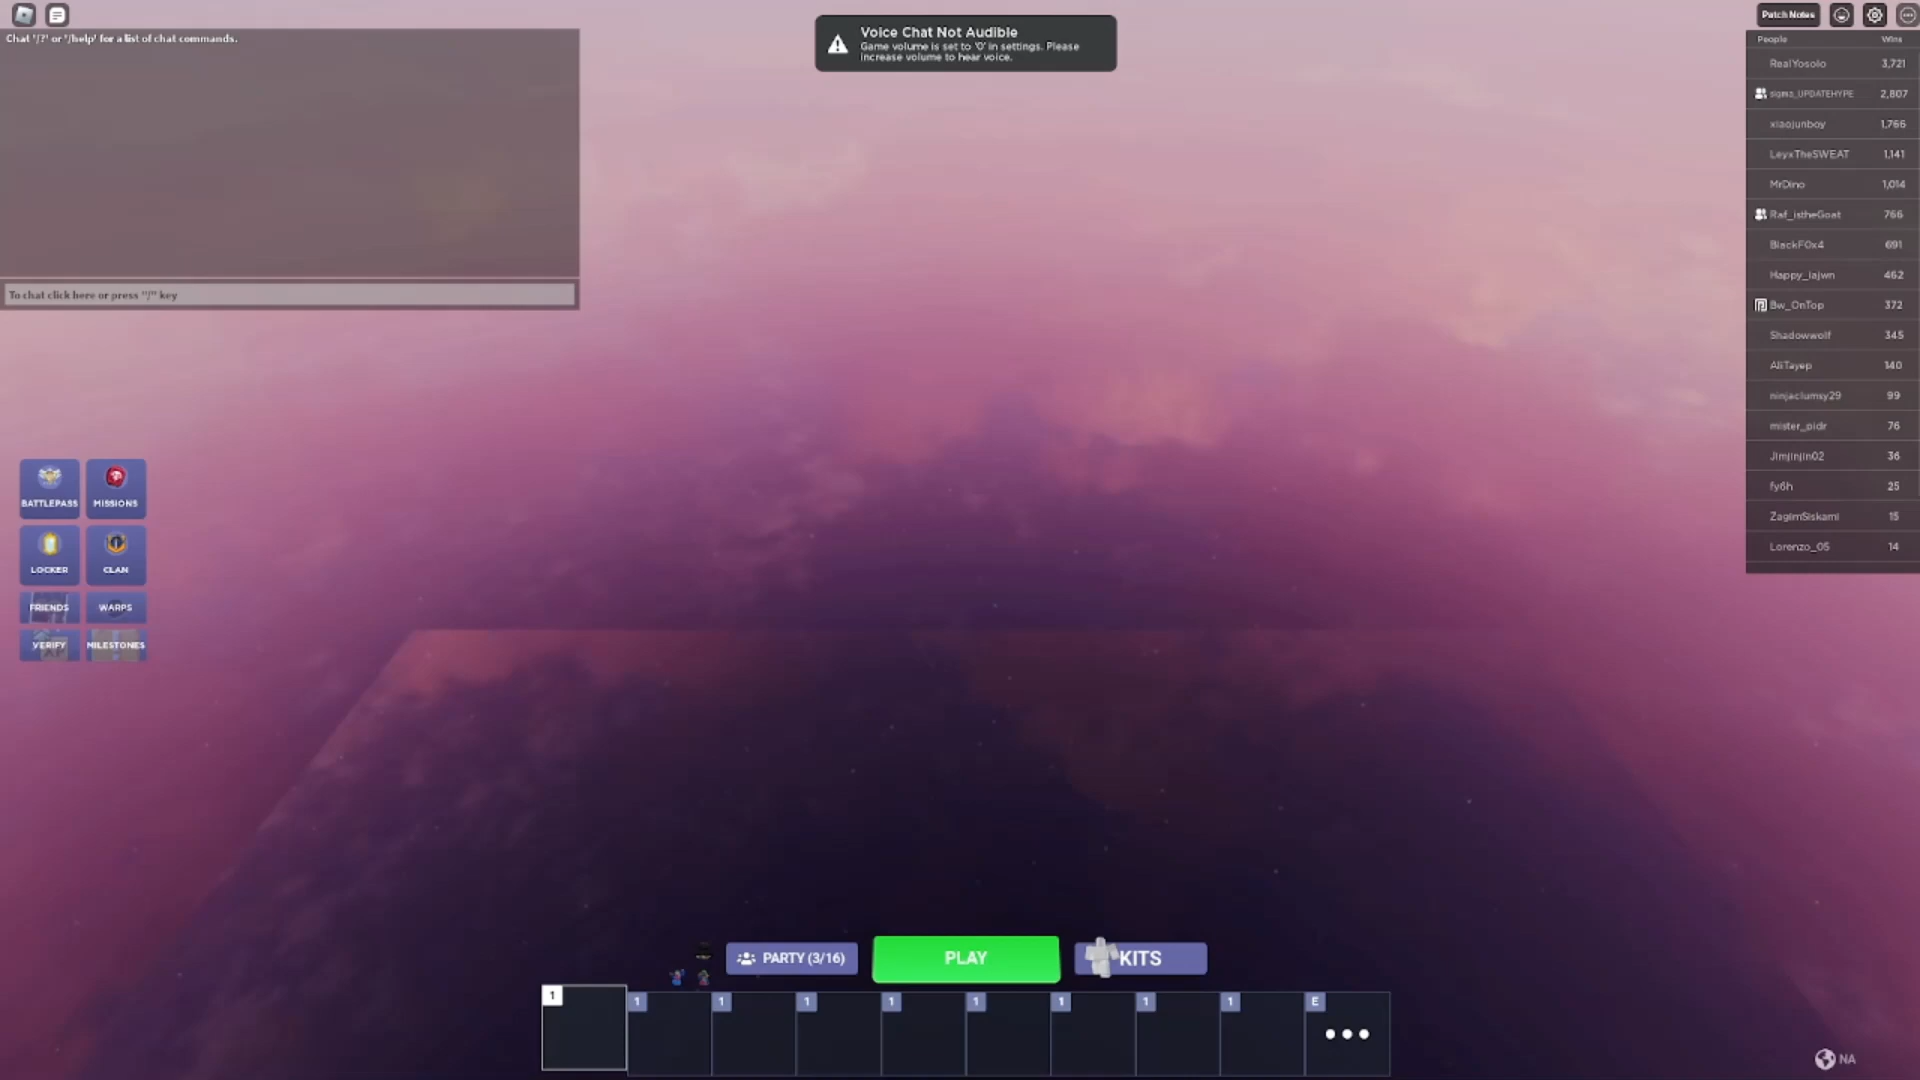 Chat '/?' or '/help' for a list of chat commands.
To chat click here or press "/" key
Voice Chat Not Audible
Game volume is set to '0' in settings. Please
increase volume to hear voice.
Patch Notes
People Wins
RealYosolo 3,721
sigma_UPDATEHYPE 2,807
xiaojunboy 1,766
LeyxTheSWEAT 1,141
MrDino 1,014
Raf_istheGoat 766
BlackF0x4 691
Happy_lajwn 462
Bw_OnTop 372
Shadowwolf 345
AliTayep 140
ninjaclumsy29 99
mister_pidr 76
Jimjinjin02 36
fy6h 25
ZagimSiskami 15
Lorenzo_05 14
BATTLEPASS MISSIONS
LOCKER CLAN
FRIENDS WARPS
VERIFY MILESTONES
PARTY (3/16) PLAY KITS
1 1 1 1 1 1 1 1 1 E
NA